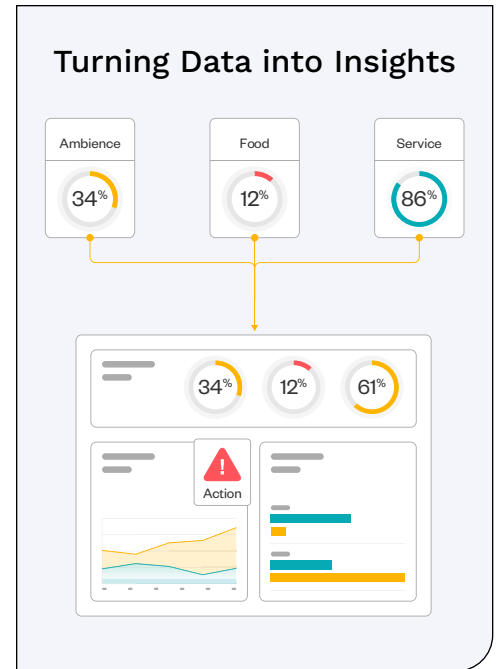 Turning Data into Insights
Ambience
Food
Service
34%
12%
86%
34%
12%
61%
!
Action